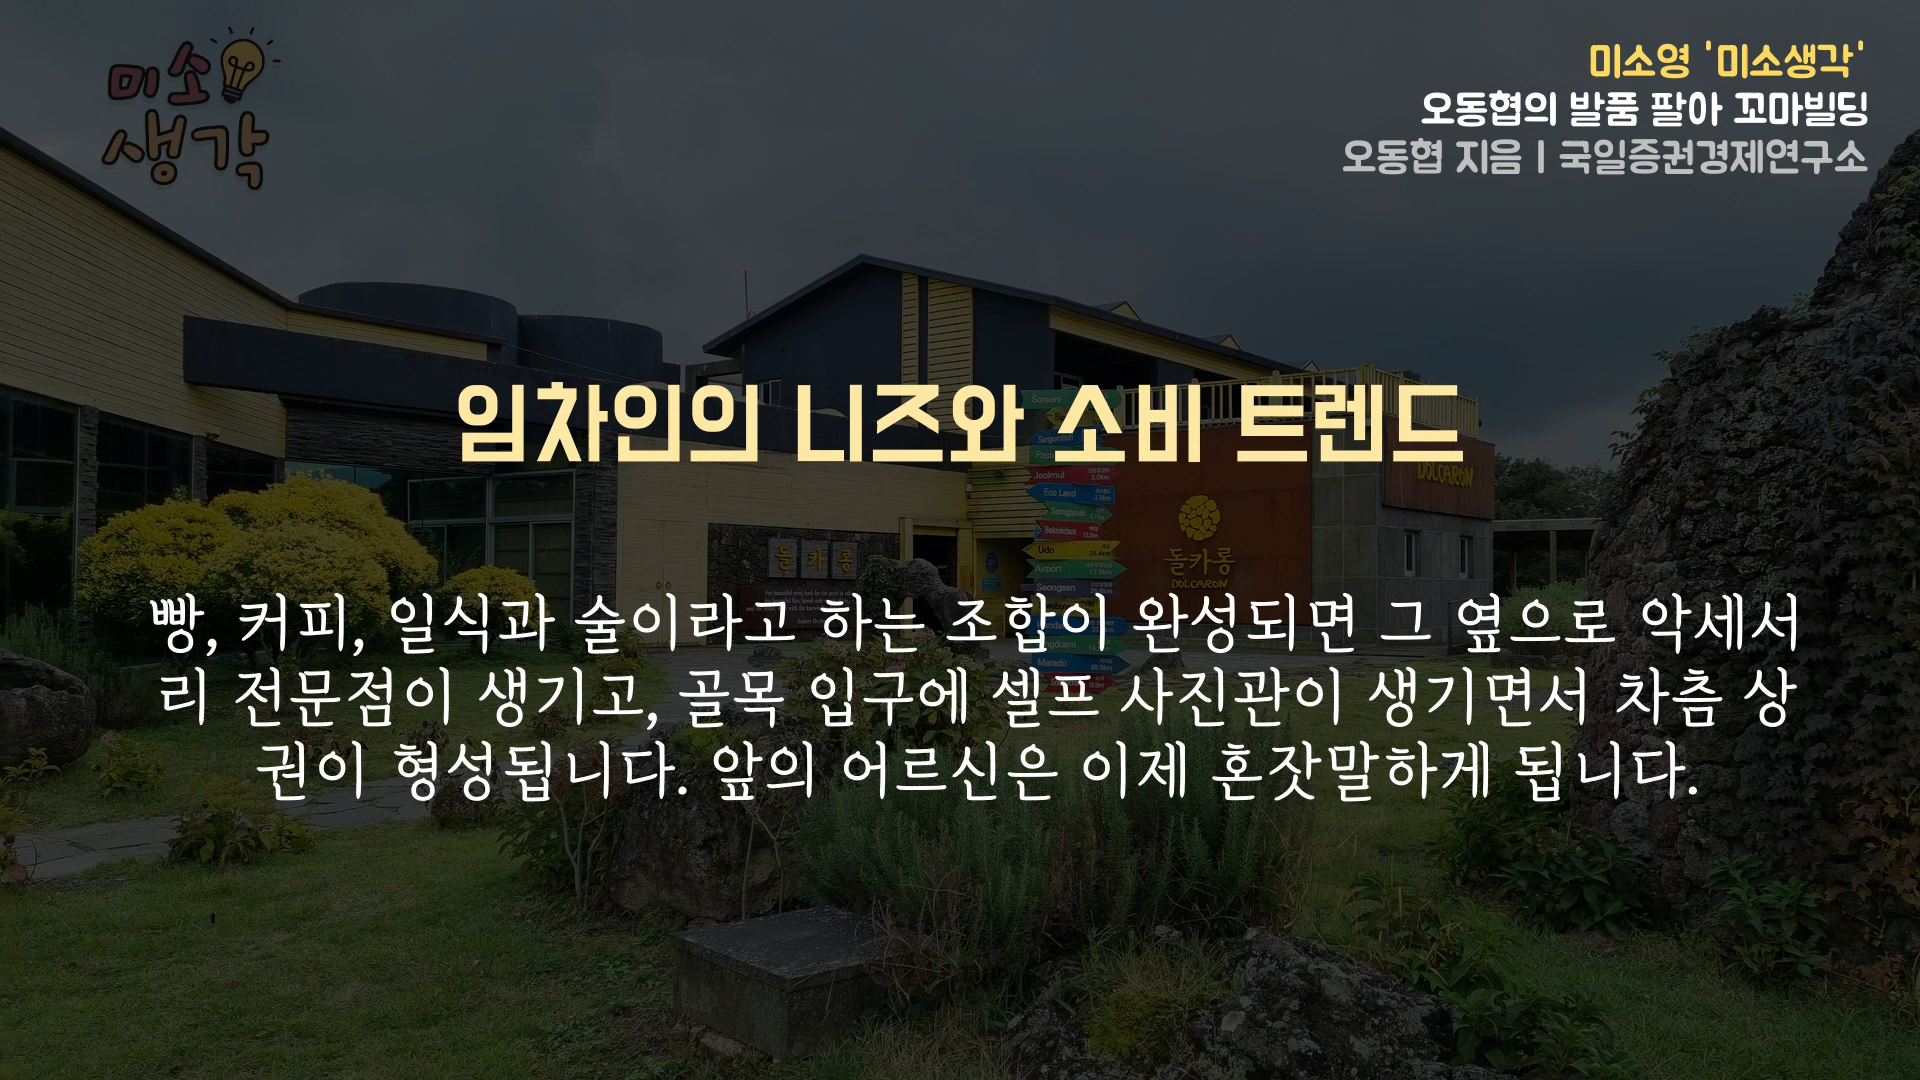 미소
생각
미소영 '미소생각'
오동협의 발품 팔아 꼬마빌딩
오동협 지음 | 국일증권경제연구소
임차인의 니즈와 소비 트렌드
빵, 커피, 일식과 술이라고 하는 조합이 완성되면 그 옆으로 악세서
리 전문점이 생기고, 골목 입구에 셀프 사진관이 생기면서 차츰 상
권이 형성됩니다. 앞의 어르신은 이제 혼잣말하게 됩니다.
DOLCARON
돌카롱
돌카롱
DOLCARON
Jeolmul
Eco Land
Udo
Airport
Seongsan
Marado